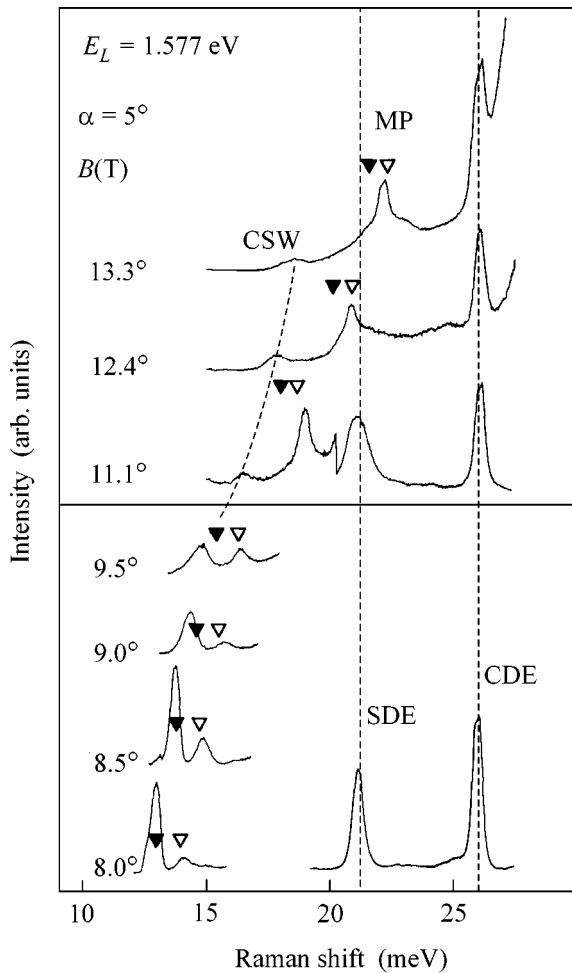 E_L = 1.577 eV
α = 5°
MP
B(T)
CSW
13.3°
12.4°
11.1°
9.5°
9.0°
CDE
SDE
8.5°
8.0°
10 15 20 25
Raman shift (meV)
Intensity (arb. units)